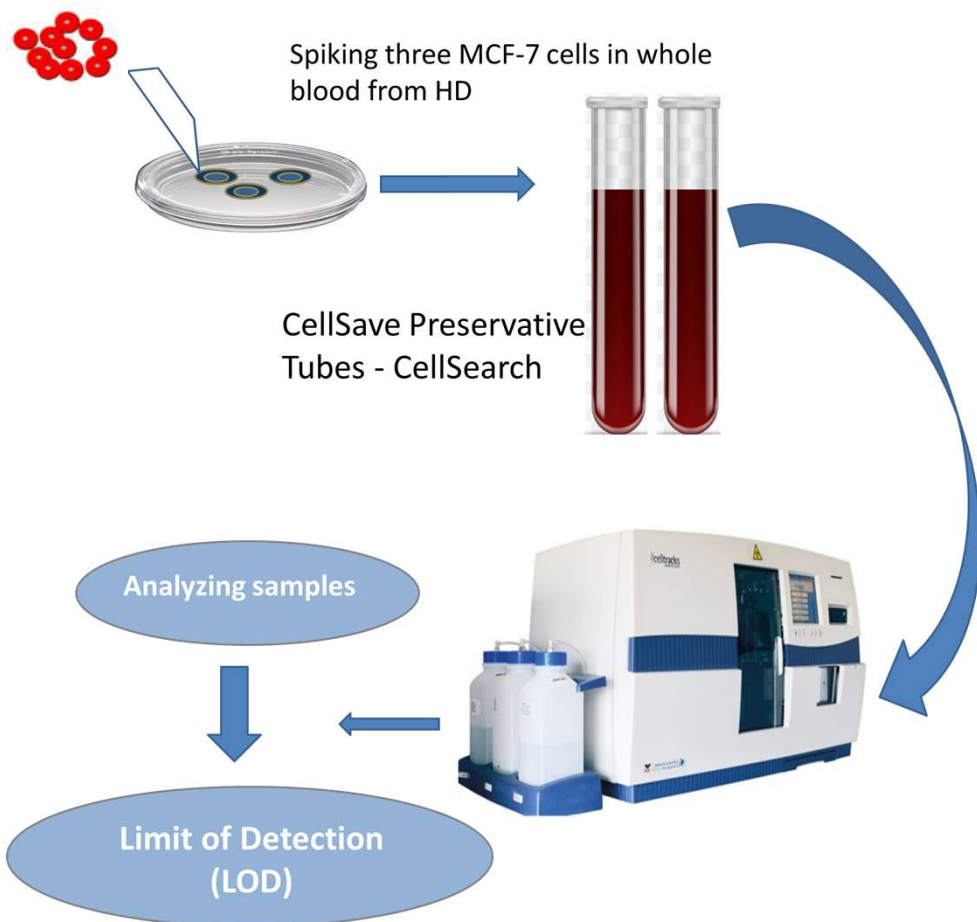 Spiking three MCF-7 cells in whole
blood from HD
CellSave Preservative
Tubes - CellSearch
celltracks
Analyzing samples
Limit of Detection
(LOD)